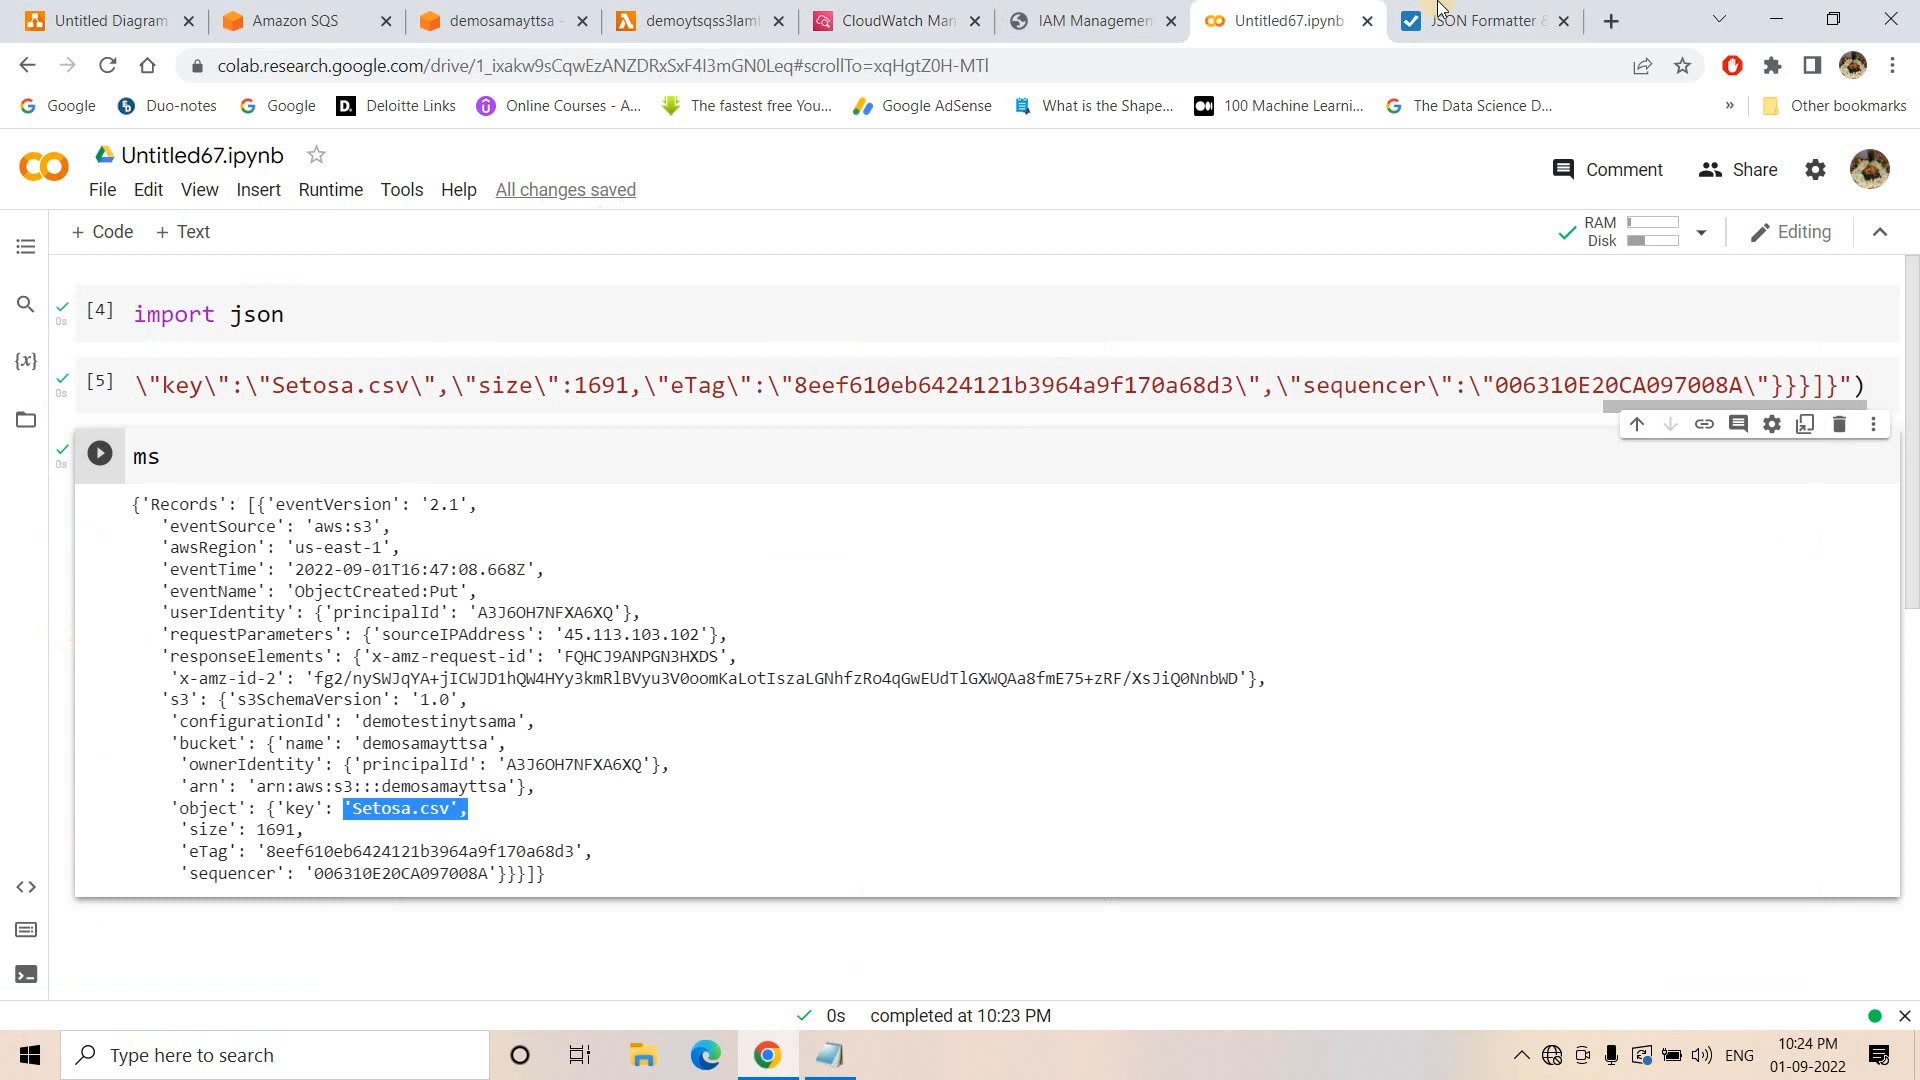 Untitled Diagram
Amazon SQS
demosamayttsa -
demoytsqss3lam
CloudWatch Man
IAM Managemen
Untitled67.ipynb
JSON Formatter &
colab.research.google.com/drive/1_ixakw9sCqwEzANZDRxSxF4I3mGN0Leq#scrollTo=xqHgtZ0H-MTl
Google
Duo-notes
Google
Deloitte Links
Online Courses - A...
The fastest free You...
Google AdSense
What is the Shape...
100 Machine Learni...
The Data Science D...
»
Other bookmarks
Untitled67.ipynb
File Edit View Insert Runtime Tools Help All changes saved
Comment
Share
+ Code + Text
RAM
Disk
Editing
[4] import json
0s
[5] \"key\":\"Setosa.csv\",\"size\":1691,\"eTag\":\"8eef610eb6424121b3964a9f170a68d3\",\"sequencer\":\"006310E20CA097008A\"}}}]}")
0s
ms
0s
{'Records': [{'eventVersion': '2.1',
'eventSource': 'aws:s3',
'awsRegion': 'us-east-1',
'eventTime': '2022-09-01T16:47:08.668Z',
'eventName': 'ObjectCreated:Put',
'userIdentity': {'principalId': 'A3J6OH7NFXA6XQ'},
'requestParameters': {'sourceIPAddress': '45.113.103.102'},
'responseElements': {'x-amz-request-id': 'FQHCJ9ANPGN3HXDS',
'x-amz-id-2': 'fg2/nySWJqYA+jICWJD1hQW4HYy3kmRlBVyu3V0oomKaLotIszaLGNhfzRo4qGwEUdTlGXWQAa8fmE75+zRF/XsJiQ0NnbWD'},
's3': {'s3SchemaVersion': '1.0',
'configurationId': 'demotestinytsama',
'bucket': {'name': 'demosamayttsa',
'ownerIdentity': {'principalId': 'A3J6OH7NFXA6XQ'},
'arn': 'arn:aws:s3:::demosamayttsa'},
'object': {'key': 'Setosa.csv',
'size': 1691,
'eTag': '8eef610eb6424121b3964a9f170a68d3',
'sequencer': '006310E20CA097008A'}}}]}
0s completed at 10:23 PM
Type here to search
ENG
10:24 PM
01-09-2022